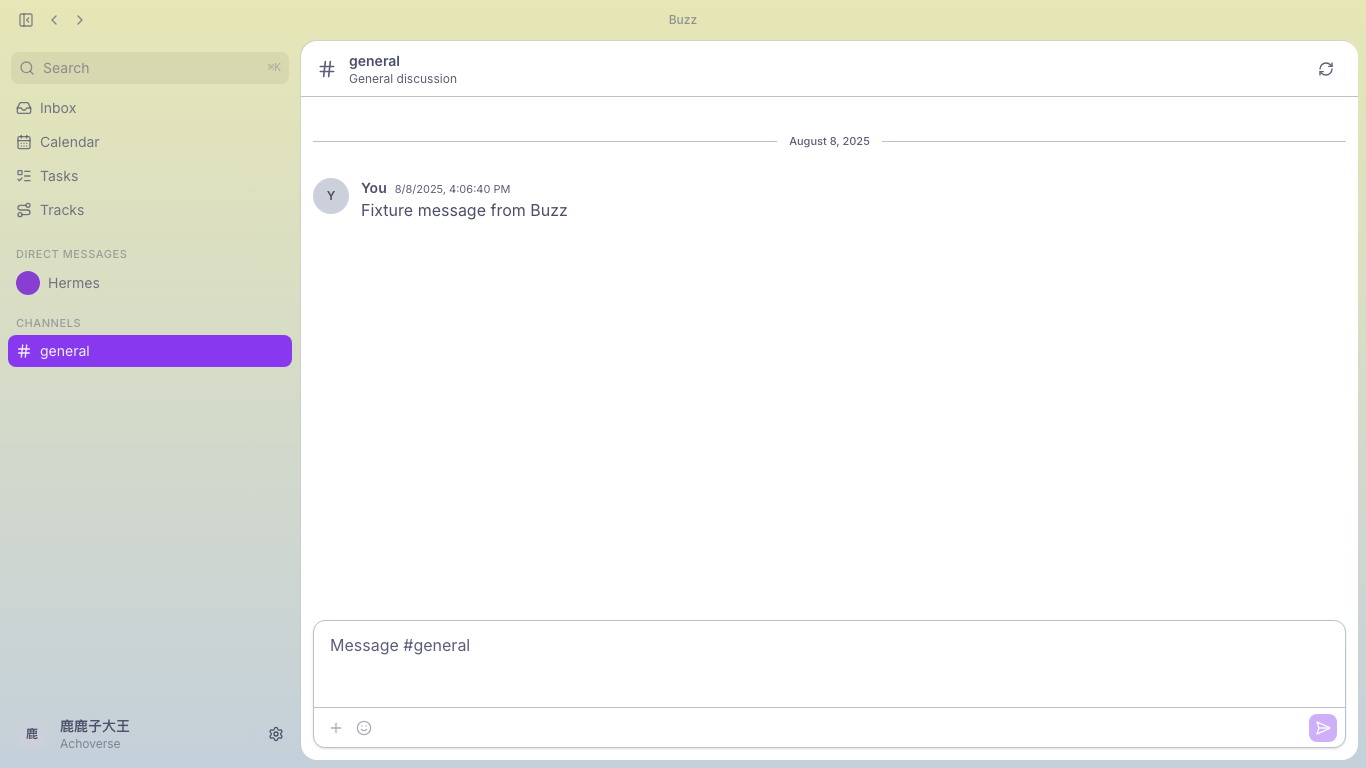 Buzz
Search ⌘K
Inbox
Calendar
Tasks
Tracks
DIRECT MESSAGES
Hermes
CHANNELS
general
鹿
鹿鹿子大王
Achoverse
general
General discussion
August 8, 2025
Y
You 8/8/2025, 4:06:40 PM
Fixture message from Buzz
Message #general